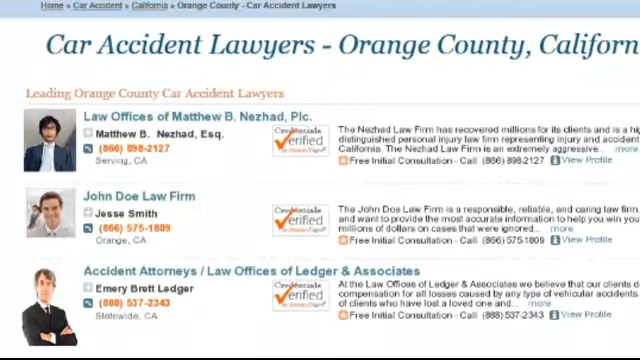 Home » Car Accident » California » Orange County - Car Accident Lawyers
Car Accident Lawyers - Orange County, Californ
Leading Orange County Car Accident Lawyers
Law Offices of Matthew B. Nezhad, Plc.
Matthew B. Nezhad, Esq.
(866) 898-2127
Serving, CA
Credentials
Verified
The Nezhad Law Firm has recovered millions for its clients and is a hig
distinguished personal injury law firm representing injury and accident
California. The Nezhad Law Firm is an extremely aggressive... more
Free Initial Consultation - Call (866) 898-2127 View Profile
John Doe Law Firm
Jesse Smith
(866) 575-1809
Orange, CA
Credentials
Verified
The John Doe Law Firm is a responsible, reliable, and caring law firm.
and want to provide the most accurate information to help you win your
millions of dollars on cases that were ignored... more
Free Initial Consultation - Call (866) 575-1809 View Profile
Accident Attorneys / Law Offices of Ledger & Associates
Emery Brett Ledger
(888) 537-2343
Statewide, CA
Credentials
Verified
At the Law Offices of Ledger & Associates we believe that our clients de
compensation for all losses caused by any type of vehicular accidents.
of clients who have lost a loved one and... more
Free Initial Consultation - Call (888) 537-2343 View Profile